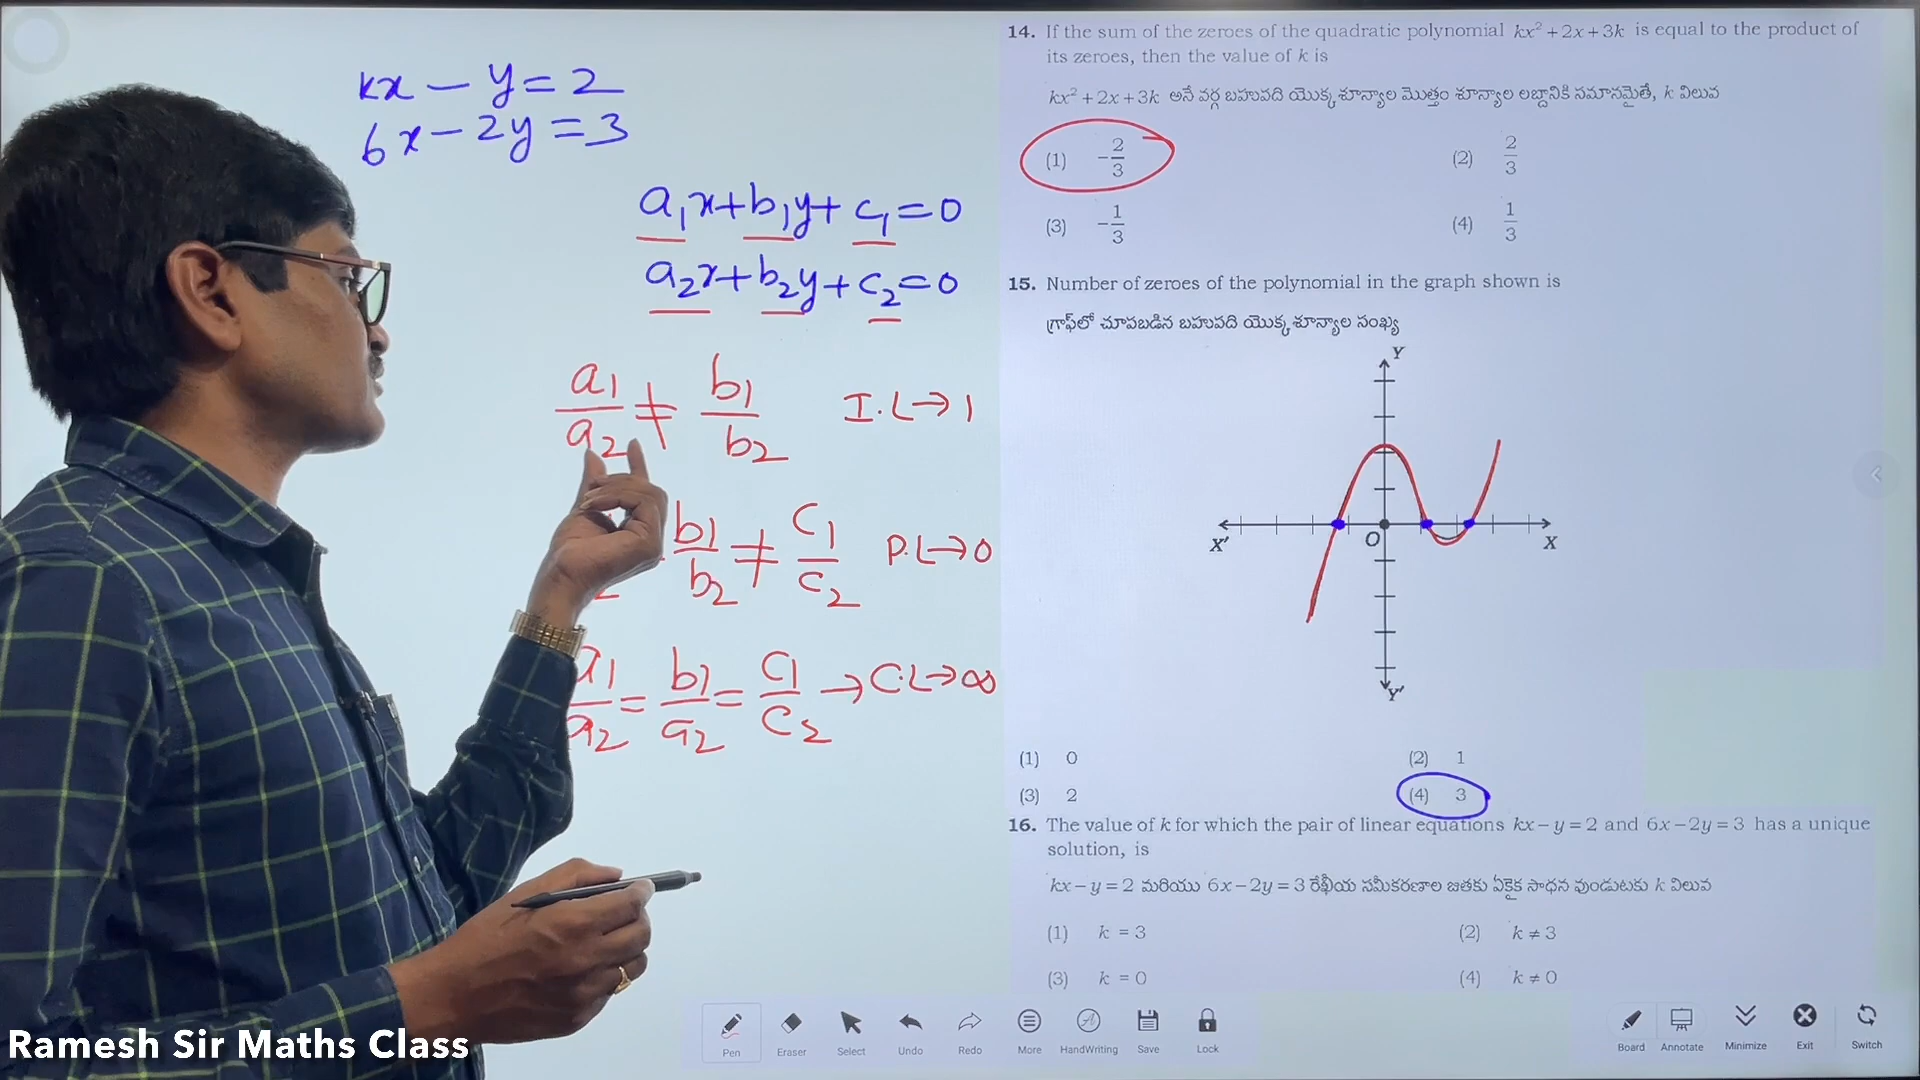 kx - y = 2
6x - 2y = 3
a₁x+b₁y+c₁=0
a₂x+b₂y+c₂=0
a₁/a₂ ≠ b₁/b₂ I.L→1
b₁/b₂ ≠ c₁/c₂ P.L→0
a₁/a₂ = b₁/a₂ = c₁/c₂ → C.L→∞
14. If the sum of the zeroes of the quadratic polynomial kx² + 2x + 3k is equal to the product of
its zeroes, then the value of k is
kx² + 2x + 3k అనే వర్గ బహుపది యొక్క శూన్యాల మొత్తం శూన్యాల లబ్దానికి సమానమైతే, k విలువ
(1) -2/3 (2) 2/3
(3) -1/3 (4) 1/3
15. Number of zeroes of the polynomial in the graph shown is
గ్రాఫ్‌లో చూపబడిన బహుపది యొక్క శూన్యాల సంఖ్య
Y
X′ O X
Y′
(1) 0 (2) 1
(3) 2 (4) 3
16. The value of k for which the pair of linear equations kx – y = 2 and 6x – 2y = 3 has a unique
solution, is
kx – y = 2 మరియు 6x – 2y = 3 రేఖీయ సమీకరణాల జతకు ఏకైక సాధన వుండుటకు k విలువ
(1) k = 3 (2) k ≠ 3
(3) k = 0 (4) k ≠ 0
Pen Eraser Select Undo Redo More HandWriting Save Lock Board Annotate Minimize Exit Switch
Ramesh Sir Maths Class